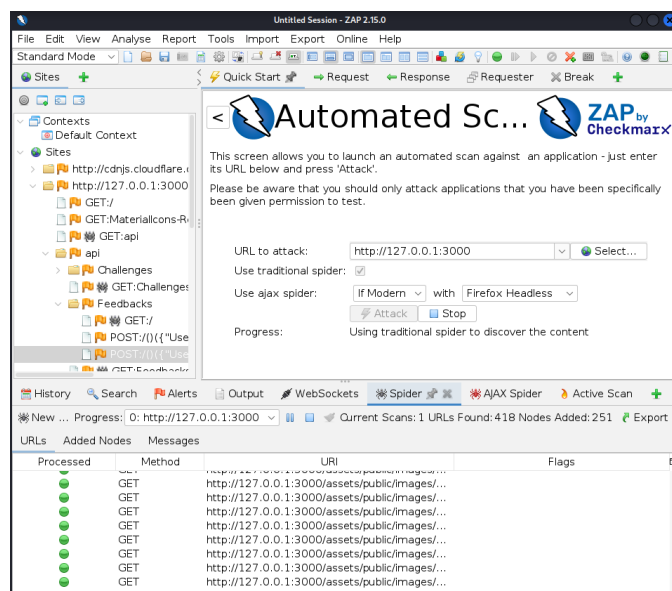 Untitled Session - ZAP 2.15.0
File Edit View Analyse Report Tools Import Export Online Help
Standard Mode
Sites
Quick Start Request Response Requester Break
Contexts
Default Context
Sites
http://cdnjs.cloudflare.
http://127.0.0.1:3000
GET:/
GET:MaterialIcons-R
GET:api
api
Challenges
GET:Challenges
Feedbacks
GET:/
POST:/()({"Use
POST:/()({"Use
GET:Feedbacks
< Automated Sc...
ZAP by
Checkmarx
This screen allows you to launch an automated scan against an application - just enter
its URL below and press 'Attack'.
Please be aware that you should only attack applications that you have been specifically
been given permission to test.
URL to attack: http://127.0.0.1:3000 Select...
Use traditional spider:
Use ajax spider: If Modern with Firefox Headless
Attack Stop
Progress: Using traditional spider to discover the content
History Search Alerts Output WebSockets Spider AJAX Spider Active Scan
New ... Progress: 0: http://127.0.0.1:3000 Current Scans: 1 URLs Found: 418 Nodes Added: 251 Export
URLs Added Nodes Messages
Processed Method URI Flags
GET http://127.0.0.1:3000/assets/public/images/...
GET http://127.0.0.1:3000/assets/public/images/...
GET http://127.0.0.1:3000/assets/public/images/...
GET http://127.0.0.1:3000/assets/public/images/...
GET http://127.0.0.1:3000/assets/public/images/...
GET http://127.0.0.1:3000/assets/public/images/...
GET http://127.0.0.1:3000/assets/public/images/...
GET http://127.0.0.1:3000/assets/public/images/...
GET http://127.0.0.1:3000/assets/public/images/...